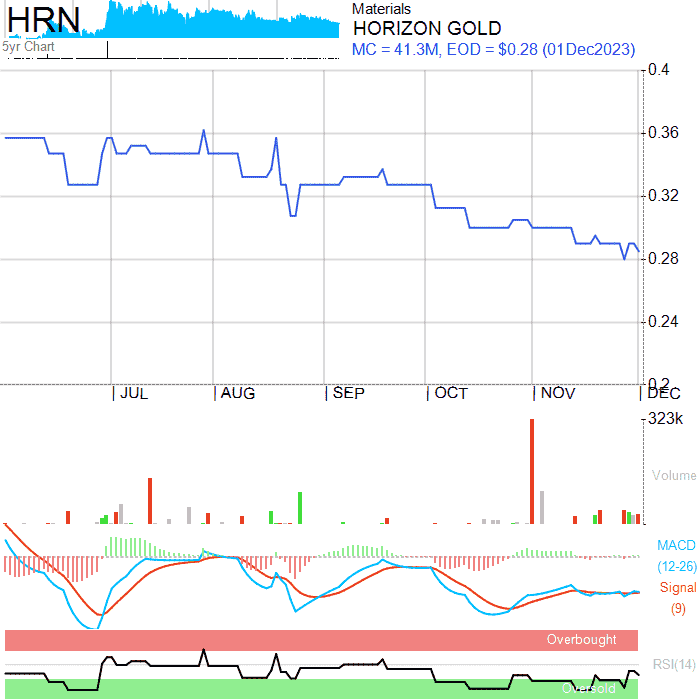 HRN
5yr Chart
Materials
HORIZON GOLD
MC = 41.3M, EOD = $0.28 (01Dec2023)
0.4
0.36
0.32
0.28
0.24
0.2
JUL AUG SEP OCT NOV DEC
323k
Volume
MACD
(12-26)
Signal
(9)
Overbought
RSI(14)
Oversold